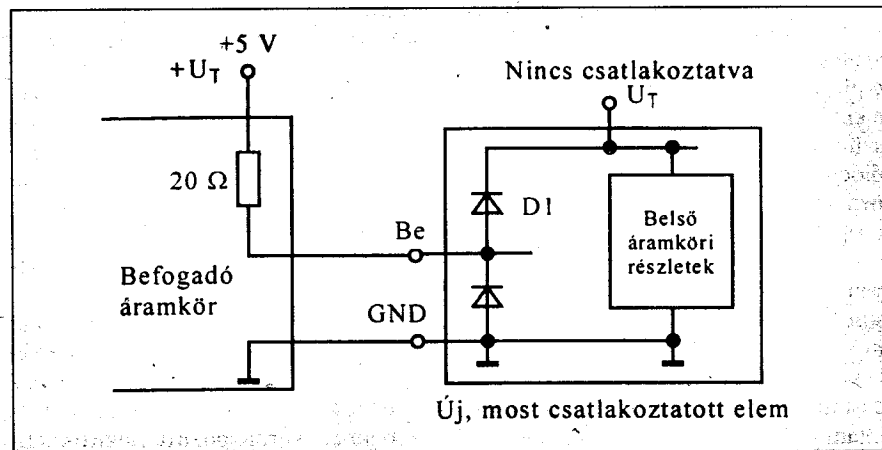 +5 V
+U_T
Nincs csatlakoztatva
U_T
20 Ω
D1
Be
Belső
áramköri
részletek
Befogadó
áramkör
GND
Új, most csatlakoztatott elem